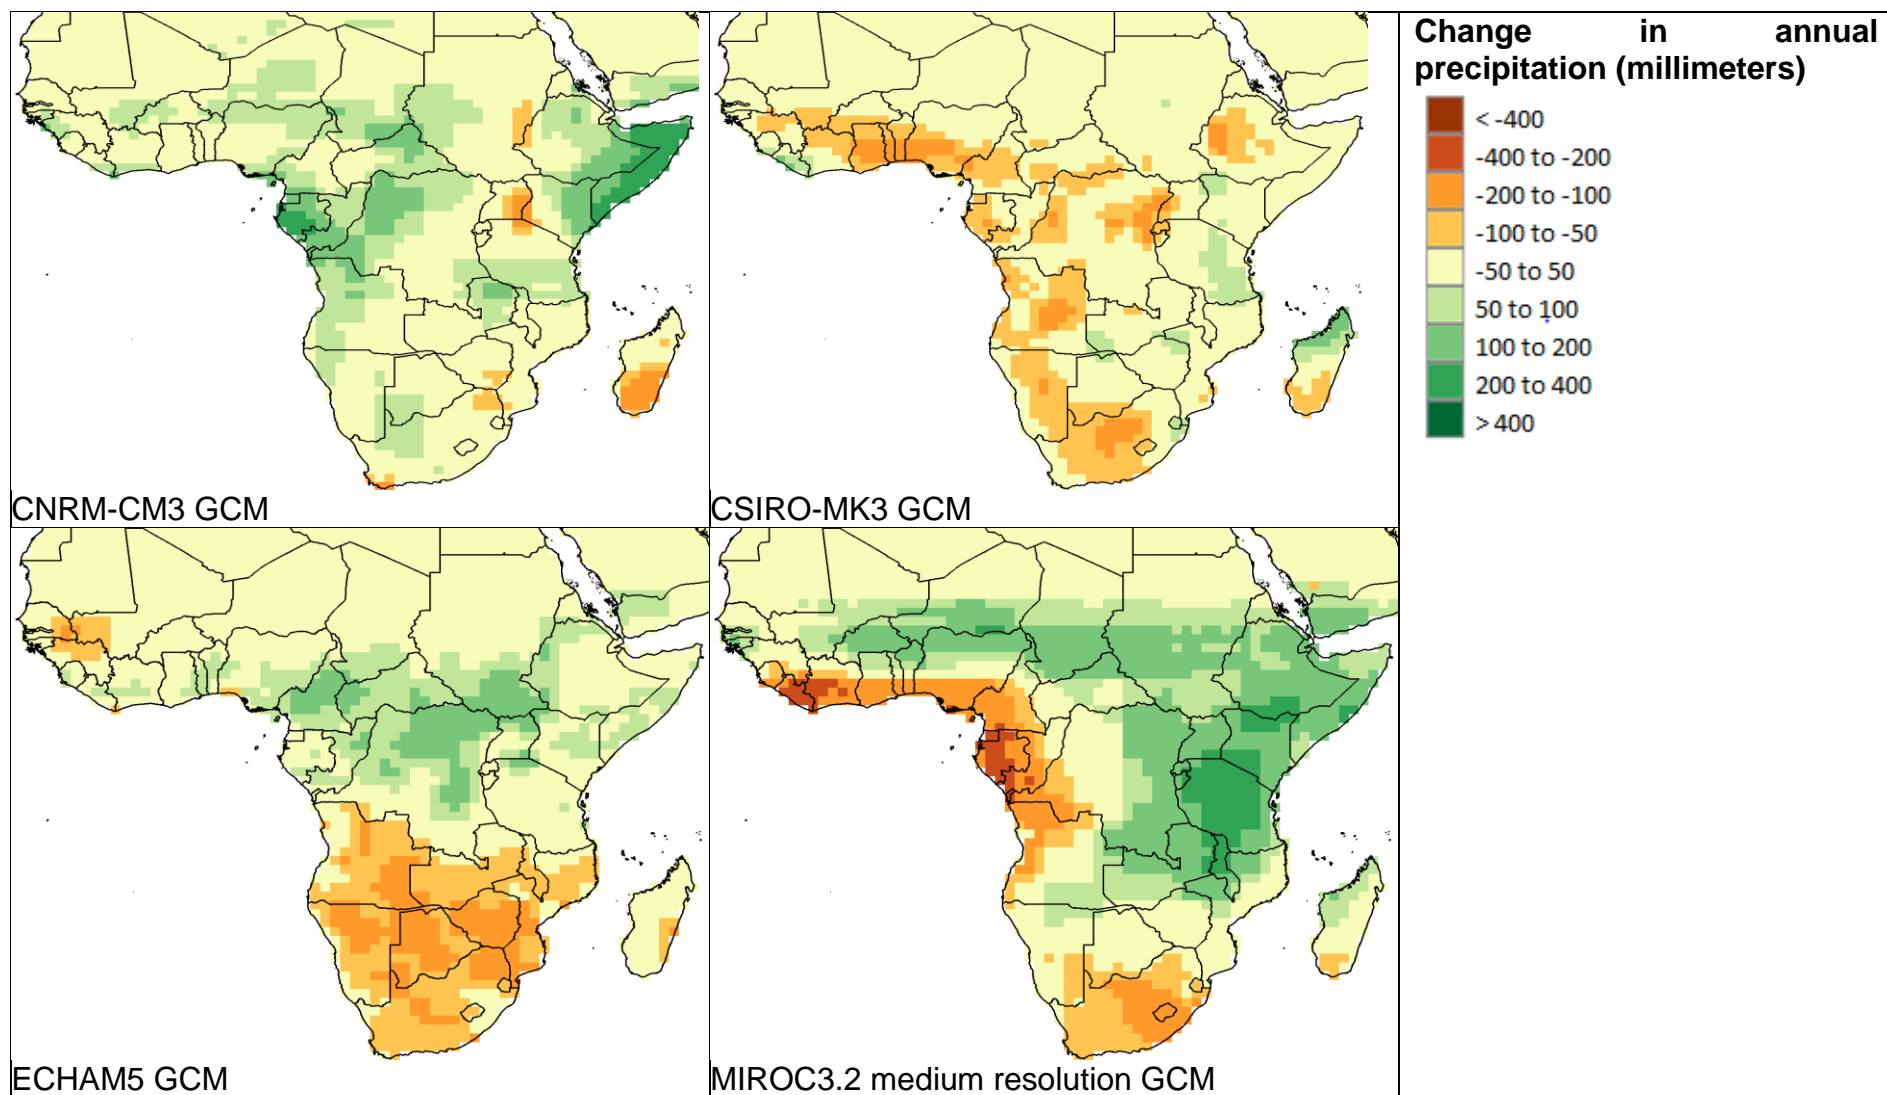 Change in annual
precipitation (millimeters)
< -400
-400 to -200
-200 to -100
-100 to -50
-50 to 50
50 to 100
100 to 200
200 to 400
> 400
CNRM-CM3 GCM
CSIRO-MK3 GCM
ECHAM5 GCM
MIROC3.2 medium resolution GCM